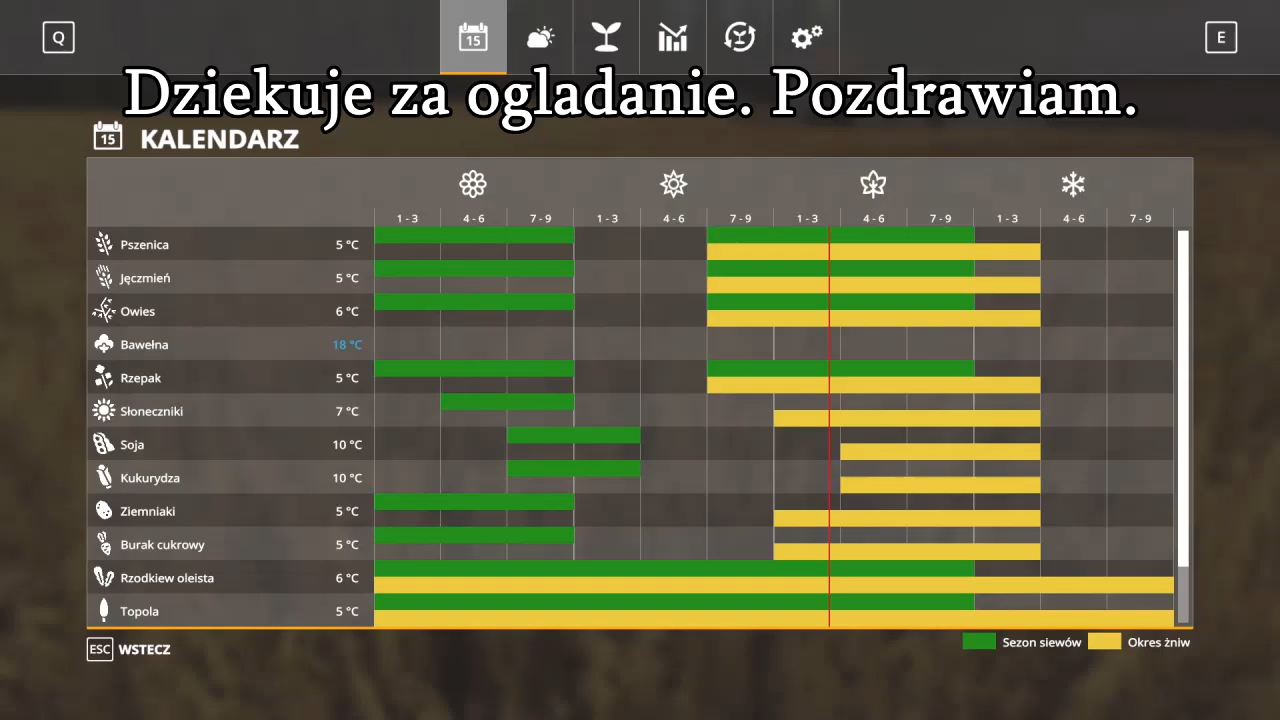 Q
15
E
Dziekuje za ogladanie. Pozdrawiam.
15 KALENDARZ
1 - 3 4 - 6 7 - 9 1 - 3 4 - 6 7 - 9 1 - 3 4 - 6 7 - 9 1 - 3 4 - 6 7 - 9
Pszenica 5 °C
Jęczmień 5 °C
Owies 6 °C
Bawełna 18 °C
Rzepak 5 °C
Słoneczniki 7 °C
Soja 10 °C
Kukurydza 10 °C
Ziemniaki 5 °C
Burak cukrowy 5 °C
Rzodkiew oleista 6 °C
Topola 5 °C
ESC WSTECZ
Sezon siewów Okres żniw